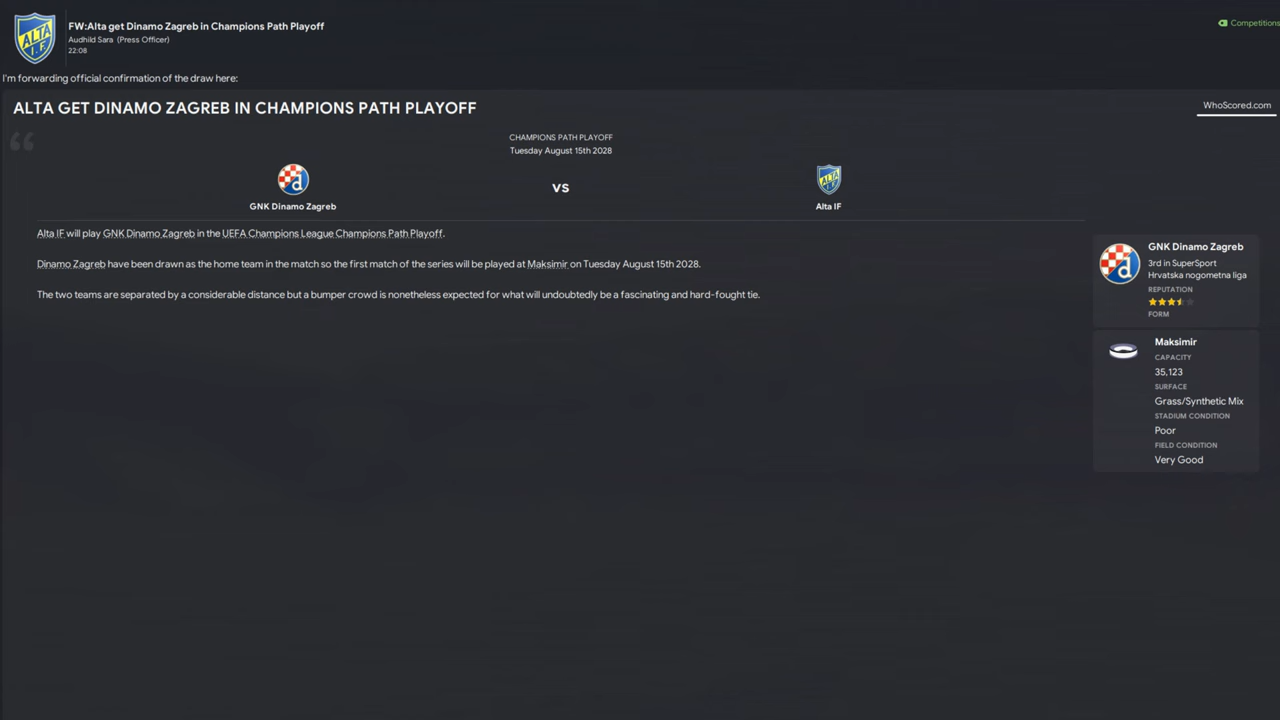 FW:Alta get Dinamo Zagreb in Champions Path Playoff
Audhild Sara (Press Officer)
22:08
Competitions
I'm forwarding official confirmation of the draw here:
ALTA GET DINAMO ZAGREB IN CHAMPIONS PATH PLAYOFF
WhoScored.com
CHAMPIONS PATH PLAYOFF
Tuesday August 15th 2028
VS
GNK Dinamo Zagreb
Alta IF
Alta IF will play GNK Dinamo Zagreb in the UEFA Champions League Champions Path Playoff.
Dinamo Zagreb have been drawn as the home team in the match so the first match of the series will be played at Maksimir on Tuesday August 15th 2028.
The two teams are separated by a considerable distance but a bumper crowd is nonetheless expected for what will undoubtedly be a fascinating and hard-fought tie.
GNK Dinamo Zagreb
3rd in SuperSport
Hrvatska nogometna liga
REPUTATION
FORM
Maksimir
CAPACITY
35,123
SURFACE
Grass/Synthetic Mix
STADIUM CONDITION
Poor
FIELD CONDITION
Very Good